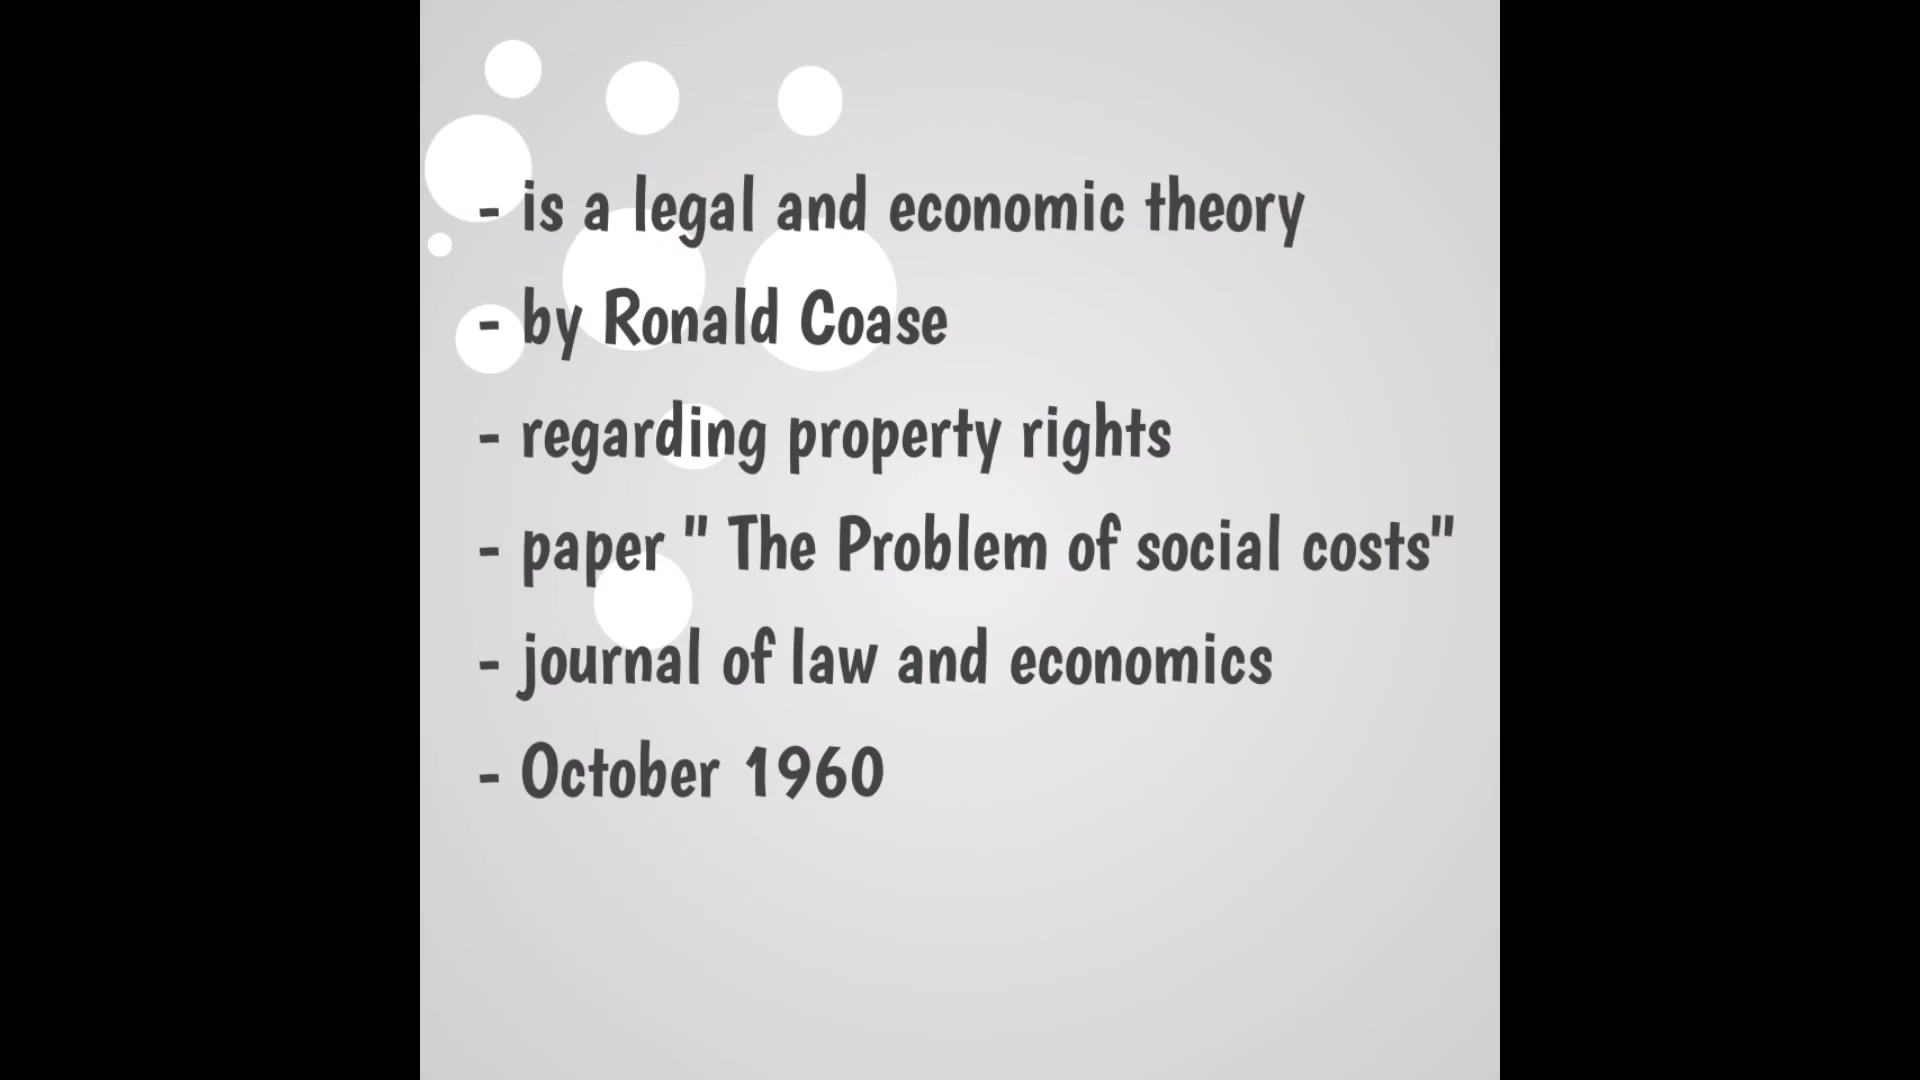 - is a legal and economic theory
- by Ronald Coase
- regarding property rights
- paper " The Problem of social costs"
- journal of law and economics
- October 1960